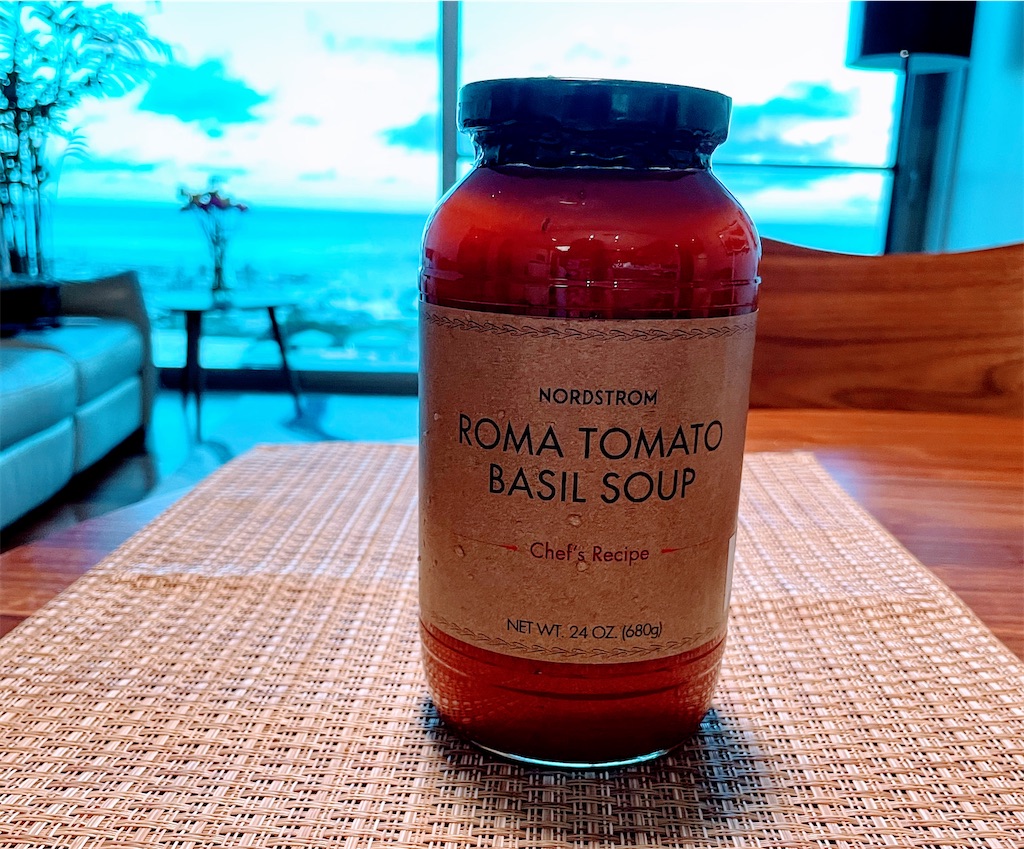 NORDSTROM
ROMA TOMATO
BASIL SOUP
Chef's Recipe
NET WT. 24 OZ. (680g)